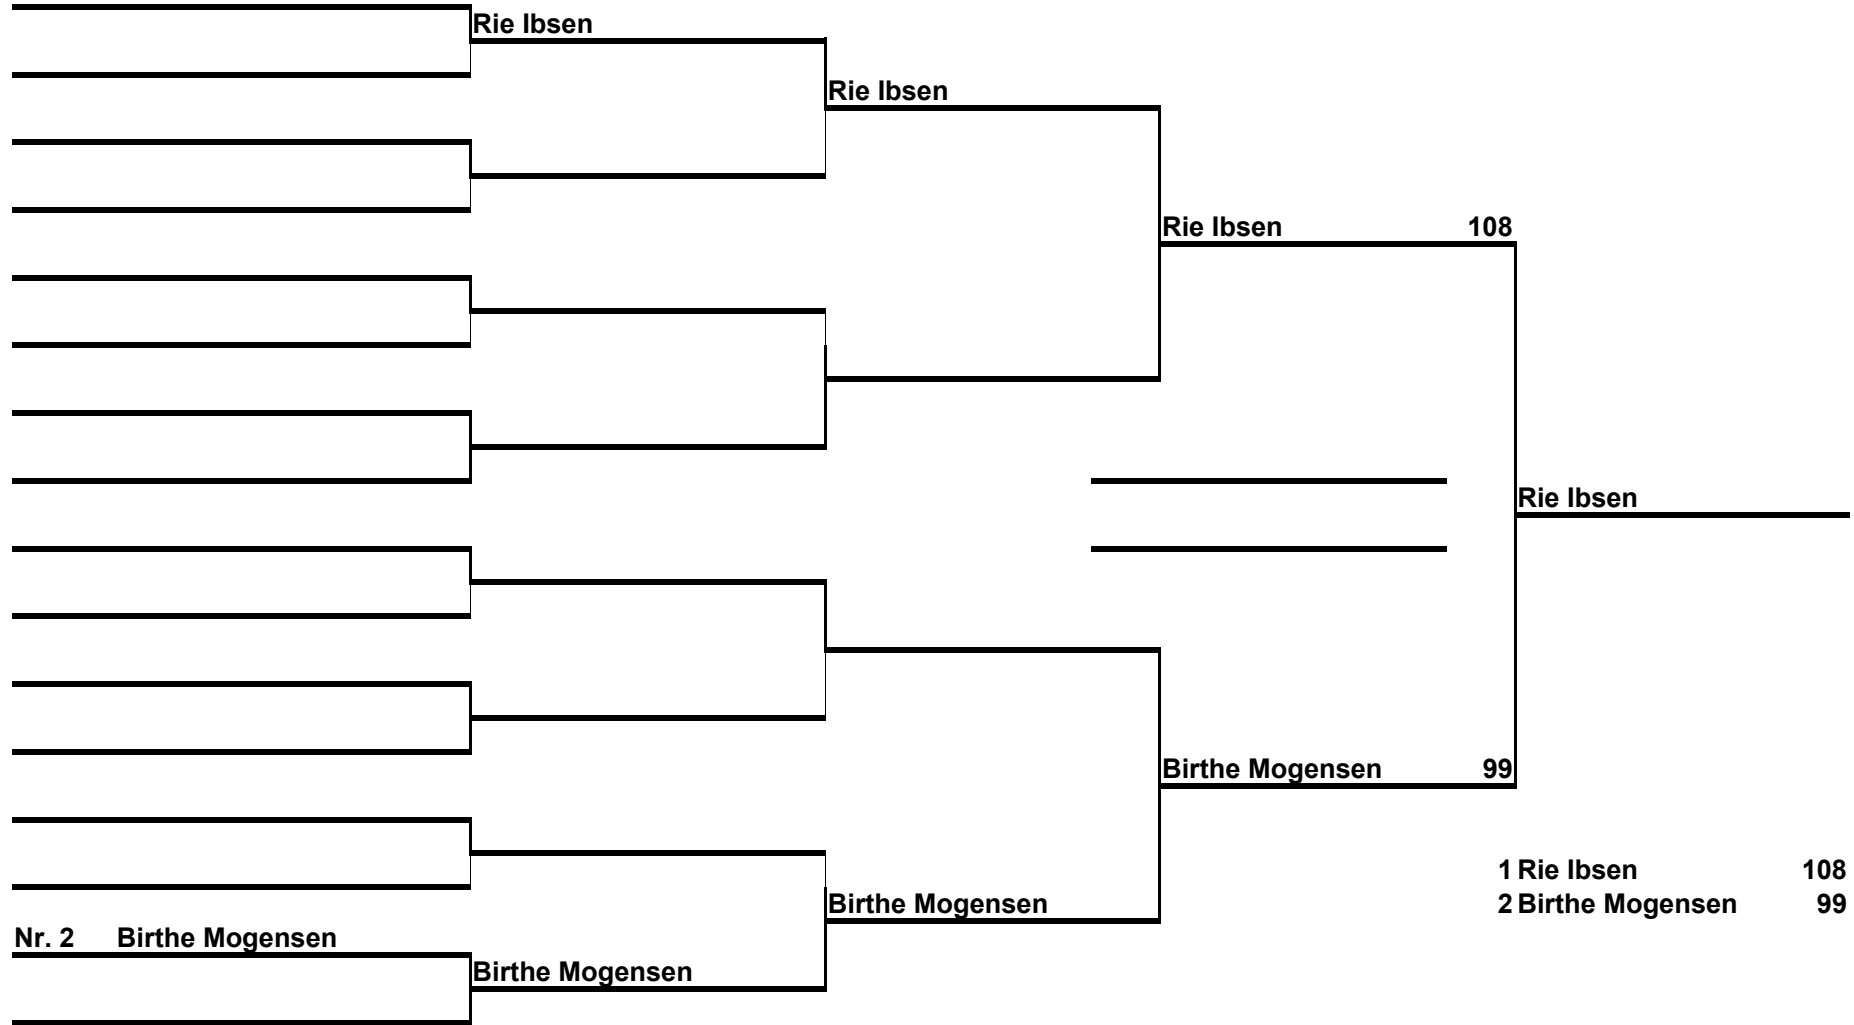 Rie Ibsen
Rie Ibsen
Rie Ibsen 108
Rie Ibsen
Birthe Mogensen 99
1 Rie Ibsen 108
2 Birthe Mogensen 99
Birthe Mogensen
Nr. 2 Birthe Mogensen
Birthe Mogensen